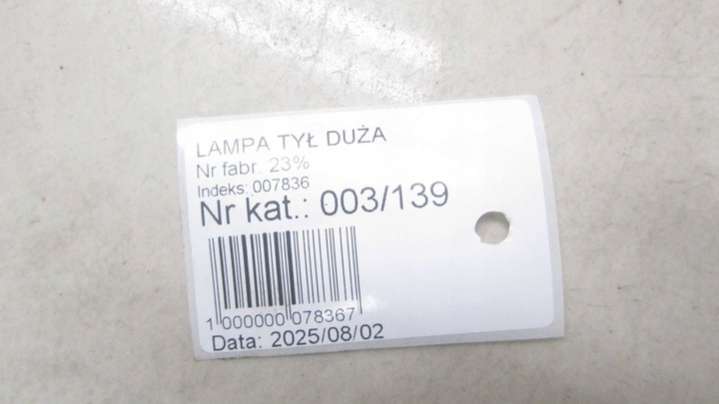 LAMPA TYŁ DUŻA
Nr fabr. 23%
Indeks: 007836
Nr kat.: 003/139
1 000000 078367
Data: 2025/08/02